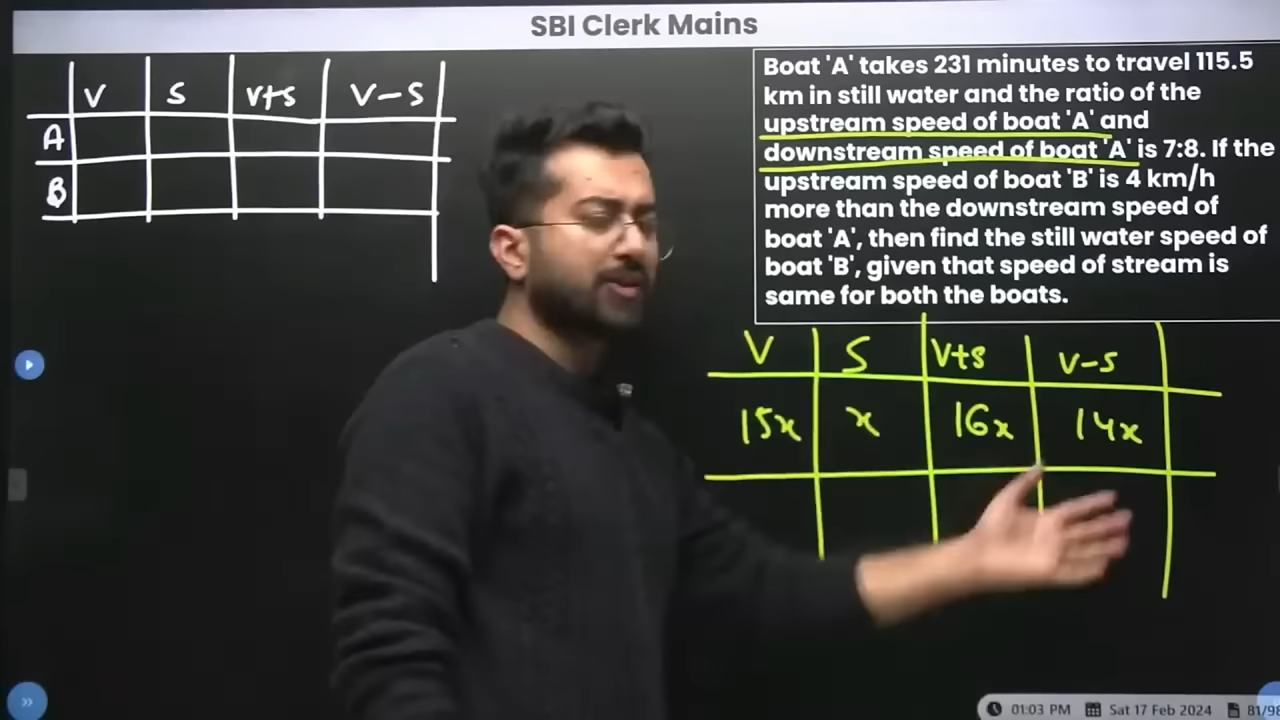 SBI Clerk Mains
V S V+S V-S
A
B
Boat 'A' takes 231 minutes to travel 115.5
km in still water and the ratio of the
upstream speed of boat 'A' and
downstream speed of boat 'A' is 7:8. If the
upstream speed of boat 'B' is 4 km/h
more than the downstream speed of
boat 'A', then find the still water speed of
boat 'B', given that speed of stream is
same for both the boats.
V S V+S V-S
15x x 16x 14x
01:03 PM Sat 17 Feb 2024 81/98